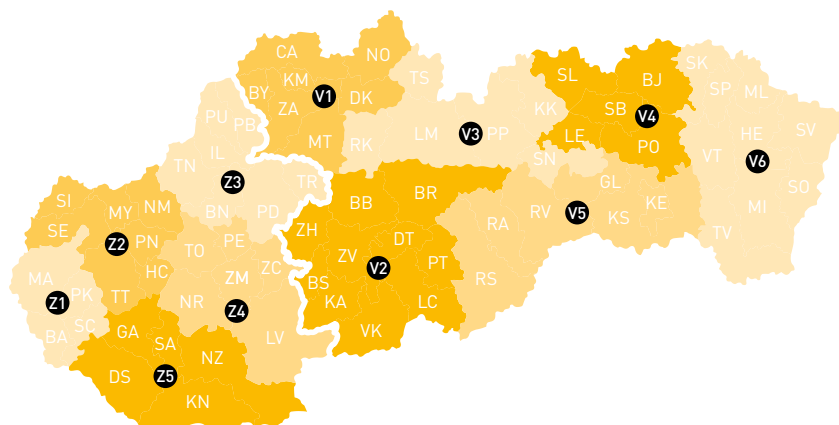 CA
NO
BY
KM
V1
ZA
DK
MT
TS
RK
LM
V3
PP
KK
SL
BJ
SB
V4
LE
PO
SK
SP
ML
HE
SV
VT
V6
SO
MI
TV
PU
PB
IL
TN
Z3
TR
BN
PD
SI
MY
NM
SE
Z2
PN
HC
TT
MA
PK
Z1
SC
BA
PE
TO
ZC
ZM
NR
Z4
LV
GA
SA
NZ
DS
Z5
KN
BB
BR
ZH
DT
ZV
V2
PT
BS
KA
LC
VK
SN
GL
RV
V5
KE
RA
KS
RS